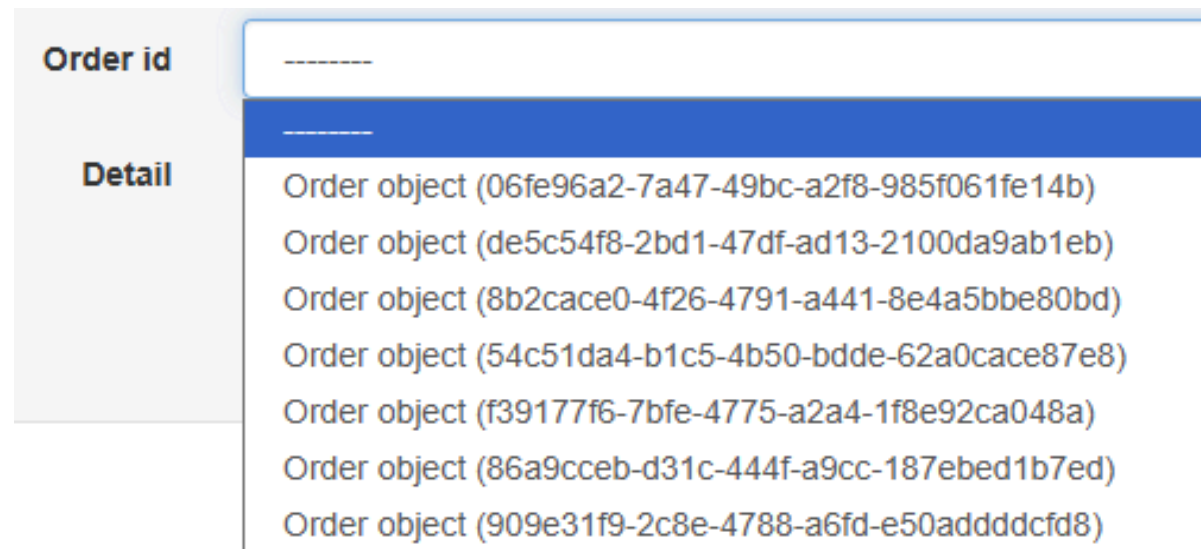 Order id
--------
--------
Detail
Order object (06fe96a2-7a47-49bc-a2f8-985f061fe14b)
Order object (de5c54f8-2bd1-47df-ad13-2100da9ab1eb)
Order object (8b2cace0-4f26-4791-a441-8e4a5bbe80bd)
Order object (54c51da4-b1c5-4b50-bdde-62a0cace87e8)
Order object (f39177f6-7bfe-4775-a2a4-1f8e92ca048a)
Order object (86a9cceb-d31c-444f-a9cc-187ebed1b7ed)
Order object (909e31f9-2c8e-4788-a6fd-e50addddcfd8)